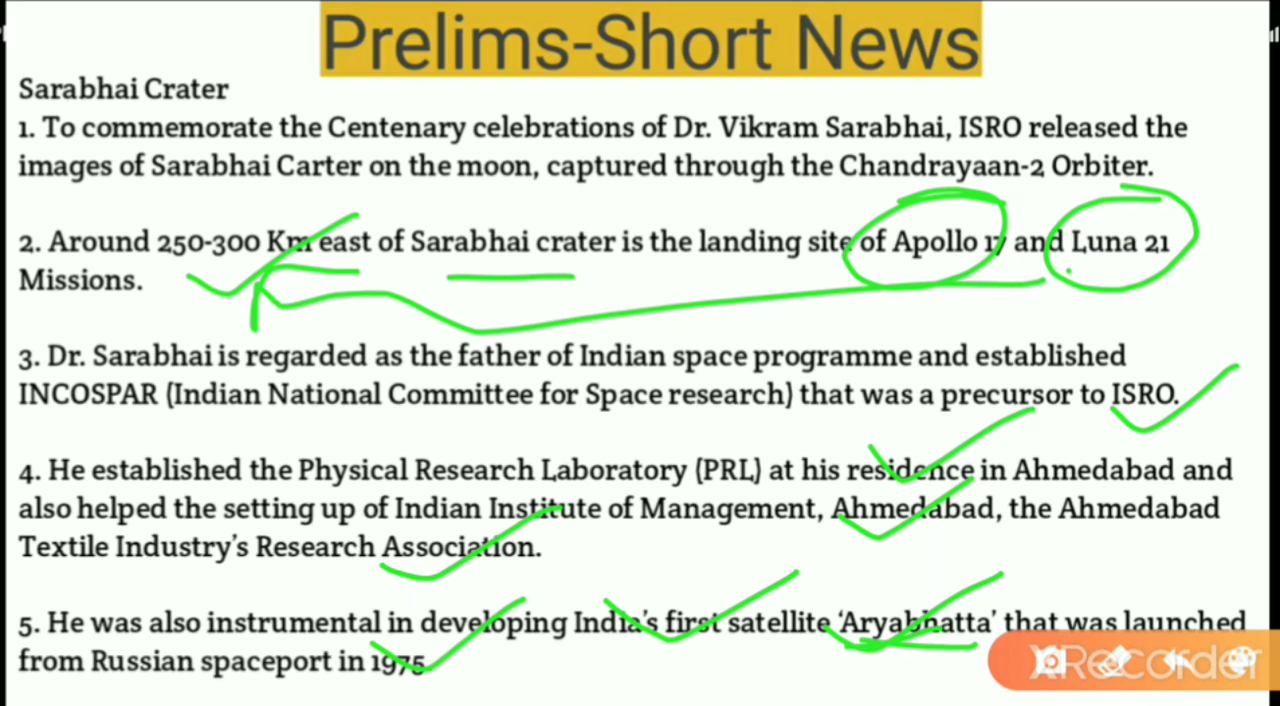 Prelims-Short News
Sarabhai Crater
1. To commemorate the Centenary celebrations of Dr. Vikram Sarabhai, ISRO released the
images of Sarabhai Carter on the moon, captured through the Chandrayaan-2 Orbiter.
2. Around 250-300 Km east of Sarabhai crater is the landing site of Apollo 17 and Luna 21
Missions.
3. Dr. Sarabhai is regarded as the father of Indian space programme and established
INCOSPAR (Indian National Committee for Space research) that was a precursor to ISRO.
4. He established the Physical Research Laboratory (PRL) at his residence in Ahmedabad and
also helped the setting up of Indian Institute of Management, Ahmedabad, the Ahmedabad
Textile Industry's Research Association.
5. He was also instrumental in developing India's first satellite 'Aryabhatta' that was launched
from Russian spaceport in 1975.
XRecorder